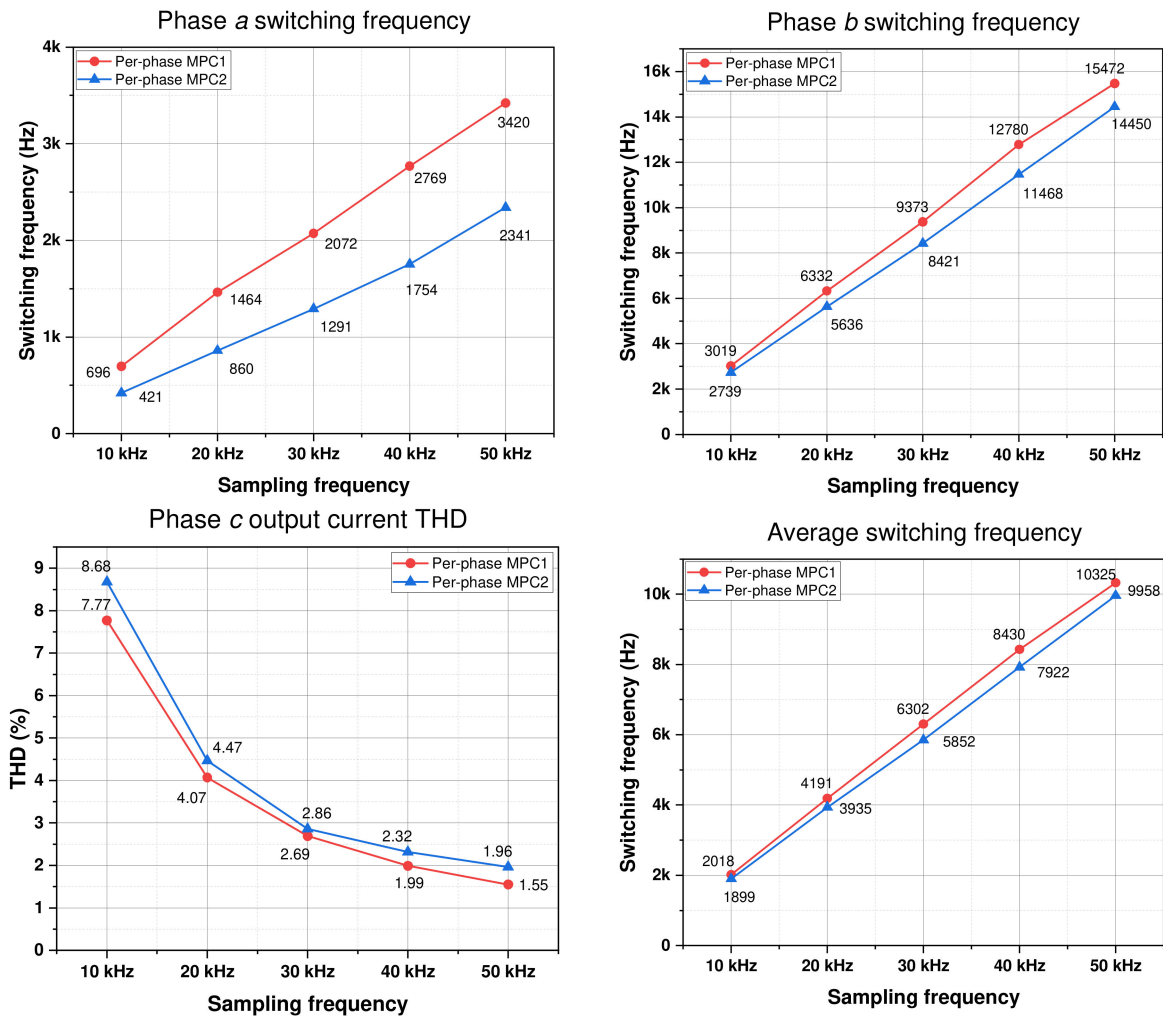 Phase a switching frequency
4k
3k
2k
1k
0
Switching frequency (Hz)
Per-phase MPC1
Per-phase MPC2
696
1464
2072
2769
3420
421
860
1291
1754
2341
10 kHz 20 kHz 30 kHz 40 kHz 50 kHz
Sampling frequency
Phase b switching frequency
16k
14k
12k
10k
8k
6k
4k
2k
0
Switching frequency (Hz)
Per-phase MPC1
Per-phase MPC2
3019
6332
9373
12780
15472
2739
5636
8421
11468
14450
10 kHz 20 kHz 30 kHz 40 kHz 50 kHz
Sampling frequency
Phase c output current THD
9
8
7
6
5
4
3
2
1
0
THD (%)
Per-phase MPC1
Per-phase MPC2
8.68
7.77
4.47
4.07
2.86
2.69
2.32
1.99
1.96
1.55
10 kHz 20 kHz 30 kHz 40 kHz 50 kHz
Sampling frequency
Average switching frequency
10k
8k
6k
4k
2k
0
Switching frequency (Hz)
Per-phase MPC1
Per-phase MPC2
2018
4191
6302
8430
10325
1899
3935
5852
7922
9958
10 kHz 20 kHz 30 kHz 40 kHz 50 kHz
Sampling frequency